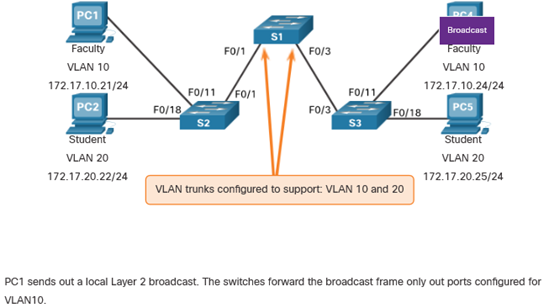 PC1
Faculty
VLAN 10
172.17.10.21/24
PC2
Student
VLAN 20
172.17.20.22/24
F0/11
F0/18
F0/1
S2
F0/1
S1
F0/3
F0/3
S3
F0/11
F0/18
PC4
Broadcast
Faculty
VLAN 10
172.17.10.24/24
PC5
Student
VLAN 20
172.17.20.25/24
VLAN trunks configured to support: VLAN 10 and 20
PC1 sends out a local Layer 2 broadcast. The switches forward the broadcast frame only out ports configured for
VLAN10.